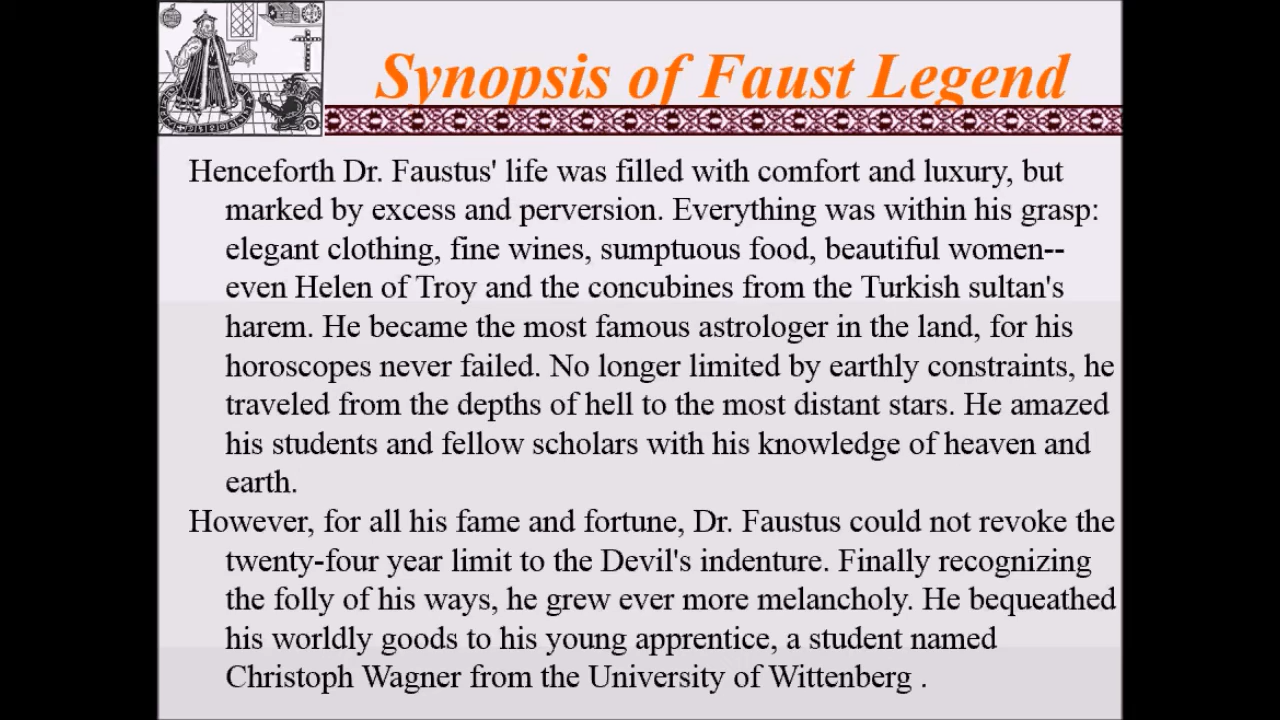 Synopsis of Faust Legend
Henceforth Dr. Faustus' life was filled with comfort and luxury, but
marked by excess and perversion. Everything was within his grasp:
elegant clothing, fine wines, sumptuous food, beautiful women--
even Helen of Troy and the concubines from the Turkish sultan's
harem. He became the most famous astrologer in the land, for his
horoscopes never failed. No longer limited by earthly constraints, he
traveled from the depths of hell to the most distant stars. He amazed
his students and fellow scholars with his knowledge of heaven and
earth.
However, for all his fame and fortune, Dr. Faustus could not revoke the
twenty-four year limit to the Devil's indenture. Finally recognizing
the folly of his ways, he grew ever more melancholy. He bequeathed
his worldly goods to his young apprentice, a student named
Christoph Wagner from the University of Wittenberg .